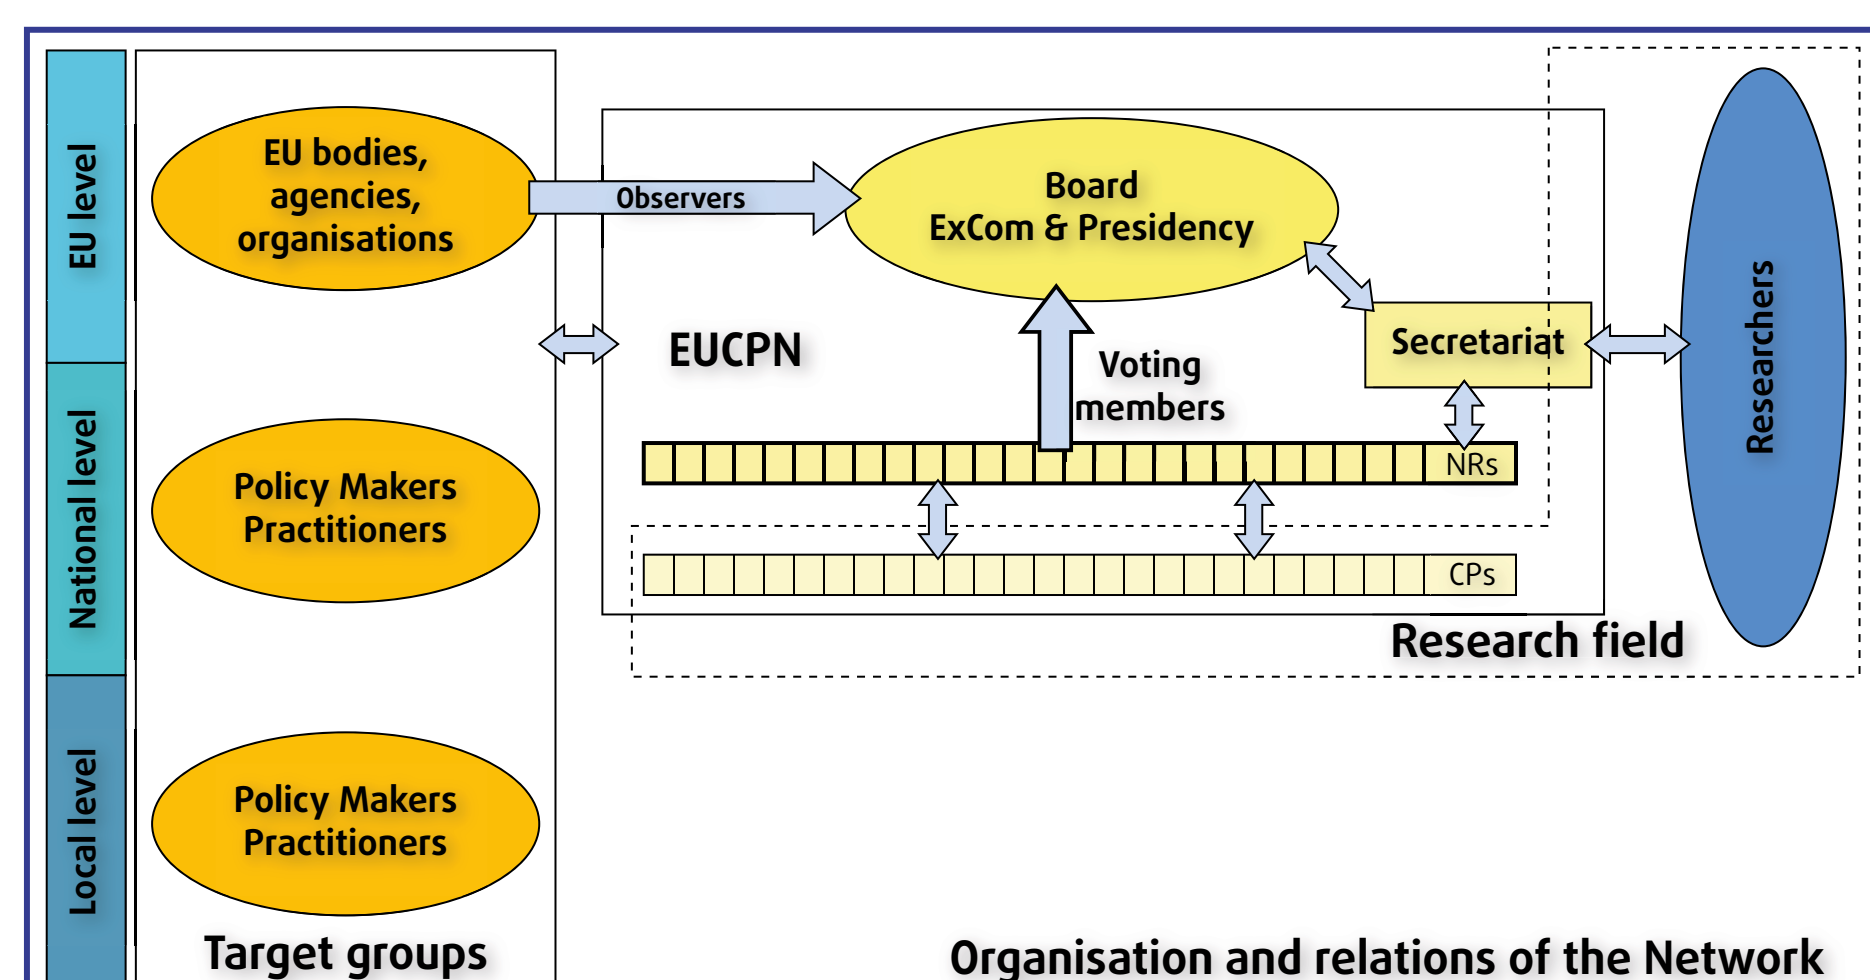 EU level
National level
Local level
EU bodies,
agencies,
organisations
Policy Makers
Practitioners
Policy Makers
Practitioners
Target groups
Observers
Board
ExCom & Presidency
EUCPN
Voting
members
Secretariat
NRs
CPs
Research field
Researchers
Organisation and relations of the Network